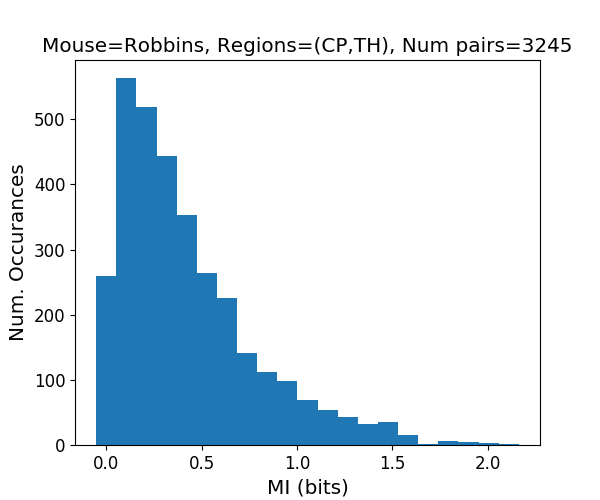 Mouse=Robbins, Regions=(CP,TH), Num pairs=3245
Num. Occurances
500
400
300
200
100
0
0.0 0.5 1.0 1.5 2.0
MI (bits)